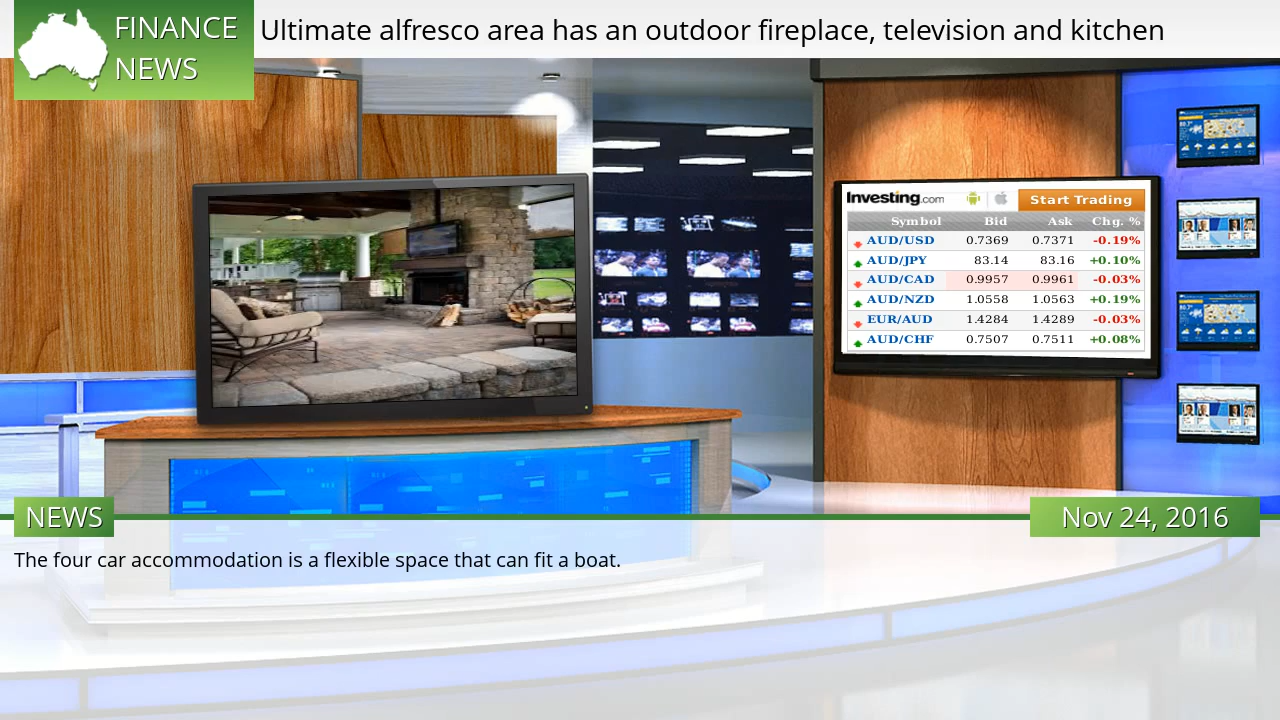 FINANCE
NEWS
Ultimate alfresco area has an outdoor fireplace, television and kitchen
Investing.com Start Trading
Symbol Bid Ask Chg. %
AUD/USD 0.7369 0.7371 -0.19%
AUD/JPY 83.14 83.16 +0.10%
AUD/CAD 0.9957 0.9961 -0.03%
AUD/NZD 1.0558 1.0563 +0.19%
EUR/AUD 1.4284 1.4289 -0.03%
AUD/CHF 0.7507 0.7511 +0.08%
NEWS
Nov 24, 2016
The four car accommodation is a flexible space that can fit a boat.